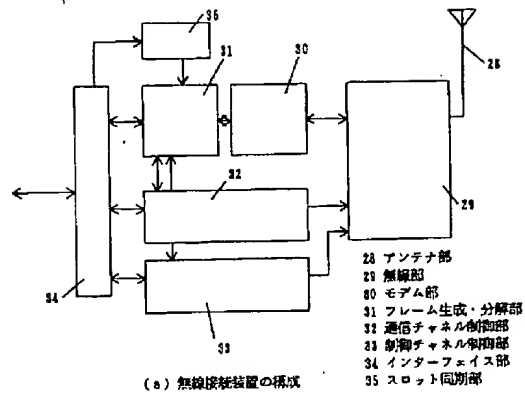 35
31
30
28
32
29
34
33
28 アンテナ部
29 無線部
30 モデム部
31 フレーム生成・分解部
32 通信チャネル制御部
33 制御チャネル制御部
34 インターフェイス部
35 スロット同期部
(a) 無線接続装置の構成